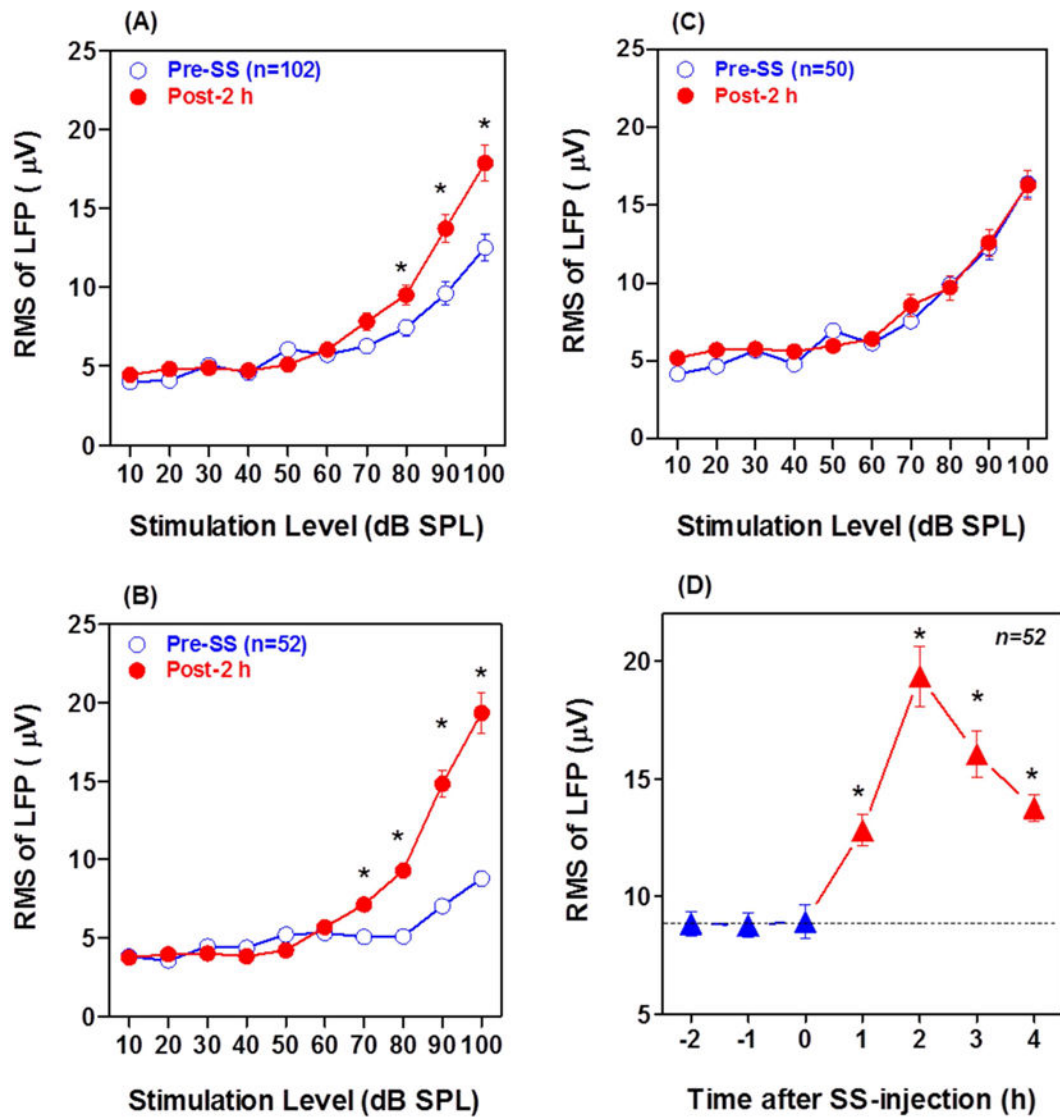 (A)
25
20
15
10
5
0
RMS of LFP ( μV)
Pre-SS (n=102)
Post-2 h
*
*
*
10 20 30 40 50 60 70 80 90 100
Stimulation Level (dB SPL)
(C)
25
20
15
10
5
0
RMS of LFP ( μV)
Pre-SS (n=50)
Post-2 h
10 20 30 40 50 60 70 80 90 100
Stimulation Level (dB SPL)
(B)
25
20
15
10
5
0
RMS of LFP ( μV)
Pre-SS (n=52)
Post-2 h
*
*
*
*
10 20 30 40 50 60 70 80 90 100
Stimulation Level (dB SPL)
(D)
20
15
10
5
RMS of LFP (μV)
n=52
*
*
*
*
-2 -1 0 1 2 3 4
Time after SS-injection (h)